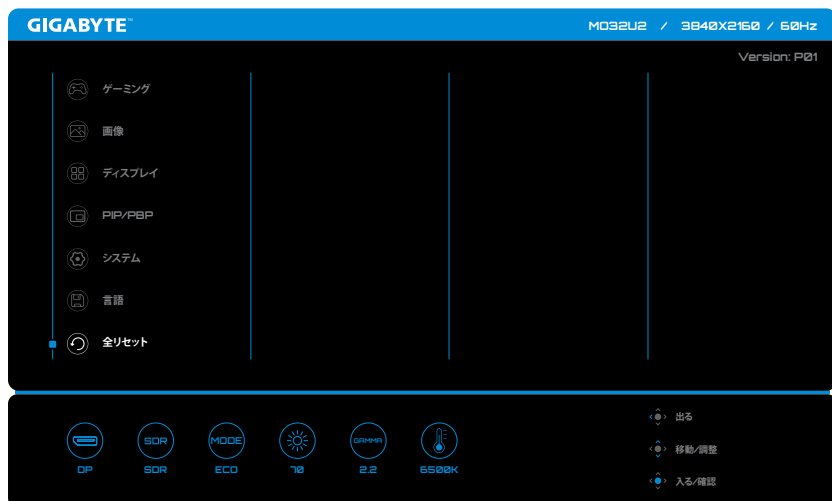 GIGABYTE™
MO32U2 / 3840X2160 / 60Hz
Version: P01
ゲーミング
画像
ディスプレイ
PIP/PBP
システム
言語
全リセット
SDR MODE GAMMA
DP SDR ECO 70 2.2 6500K
出る
移動/調整
入る/確認